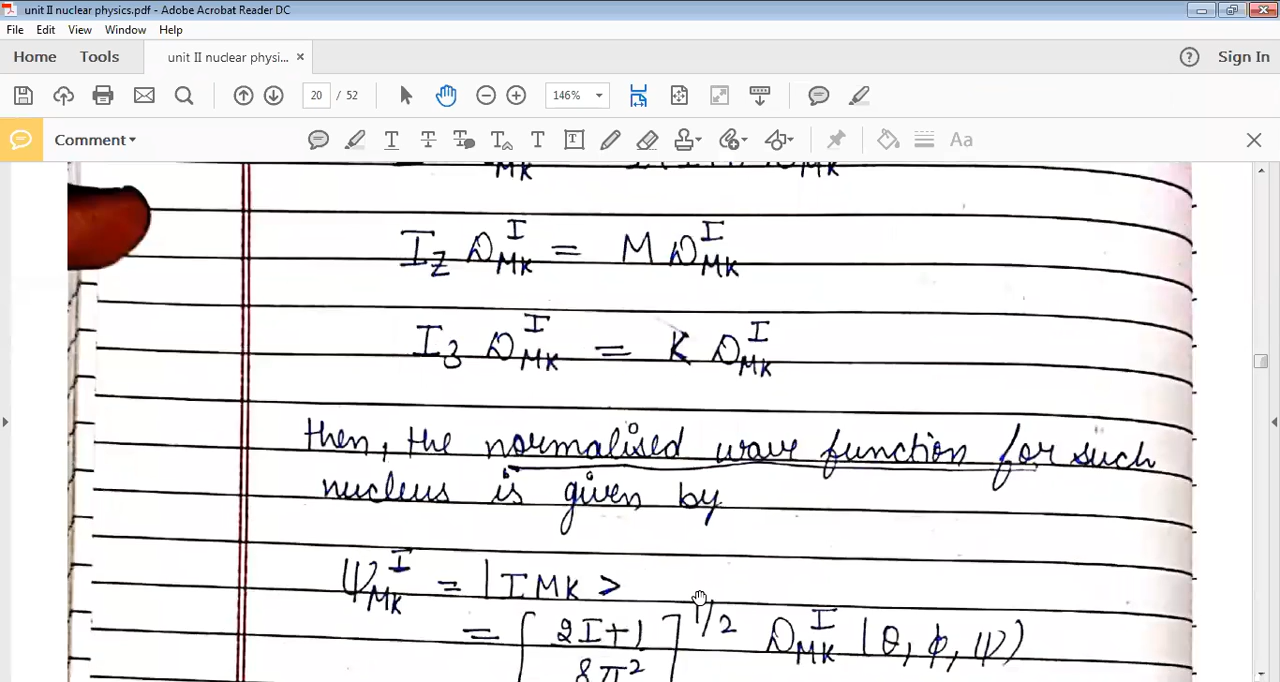 unit II nuclear physics.pdf - Adobe Acrobat Reader DC
File Edit View Window Help
Home Tools unit II nuclear physi... × Sign In
20 / 52 146%
Comment
MK MK
I_Z D^I_MK = M D^I_MK
I_3 D^I_MK = K D^I_MK
then, the normalised wave function for such
nucleus is given by
ψ^I_MK = |IMK >
= [2I+1 / 8π²]^1/2 D^I_MK (θ, φ, ψ)